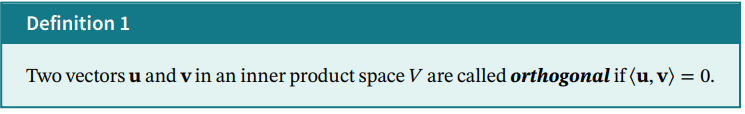 Definition 1
Two vectors u and v in an inner product space V are called orthogonal if ⟨u, v⟩ = 0.